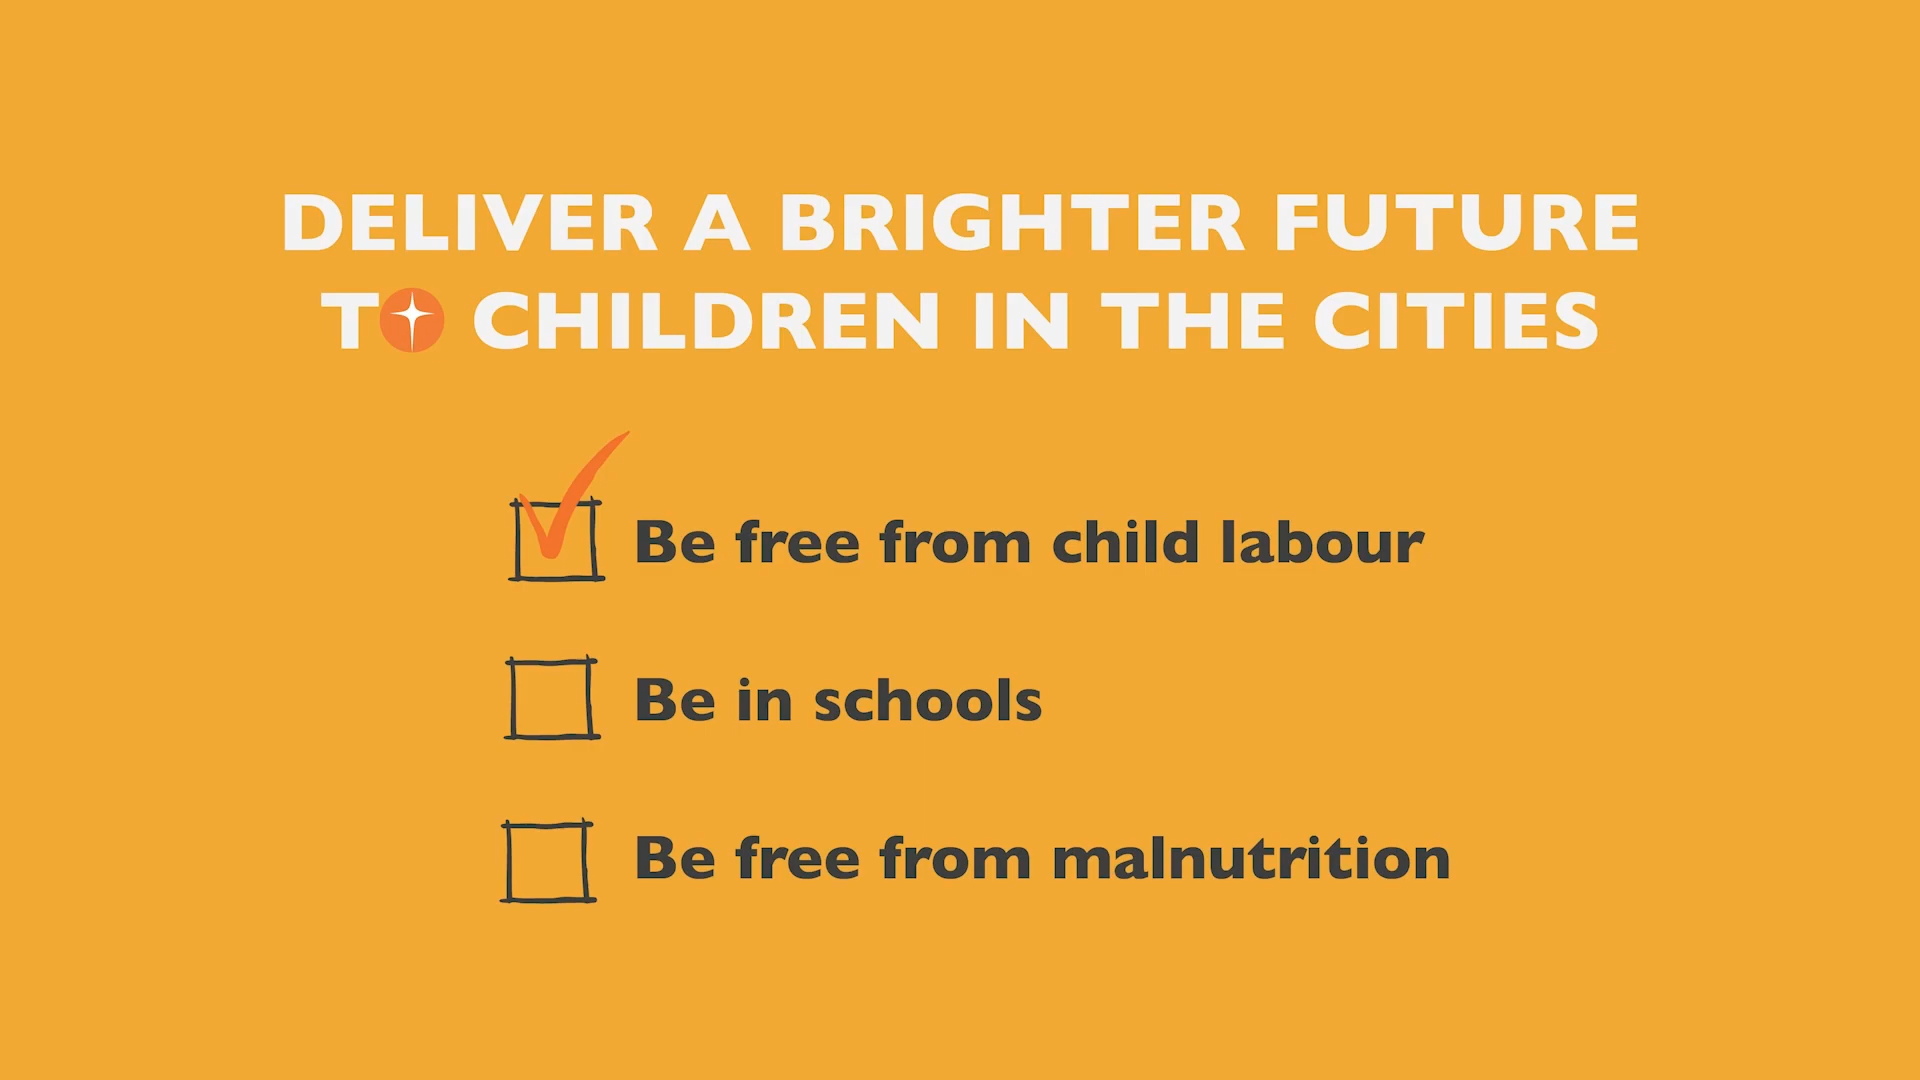 DELIVER A BRIGHTER FUTURE
TO CHILDREN IN THE CITIES
Be free from child labour
Be in schools
Be free from malnutrition